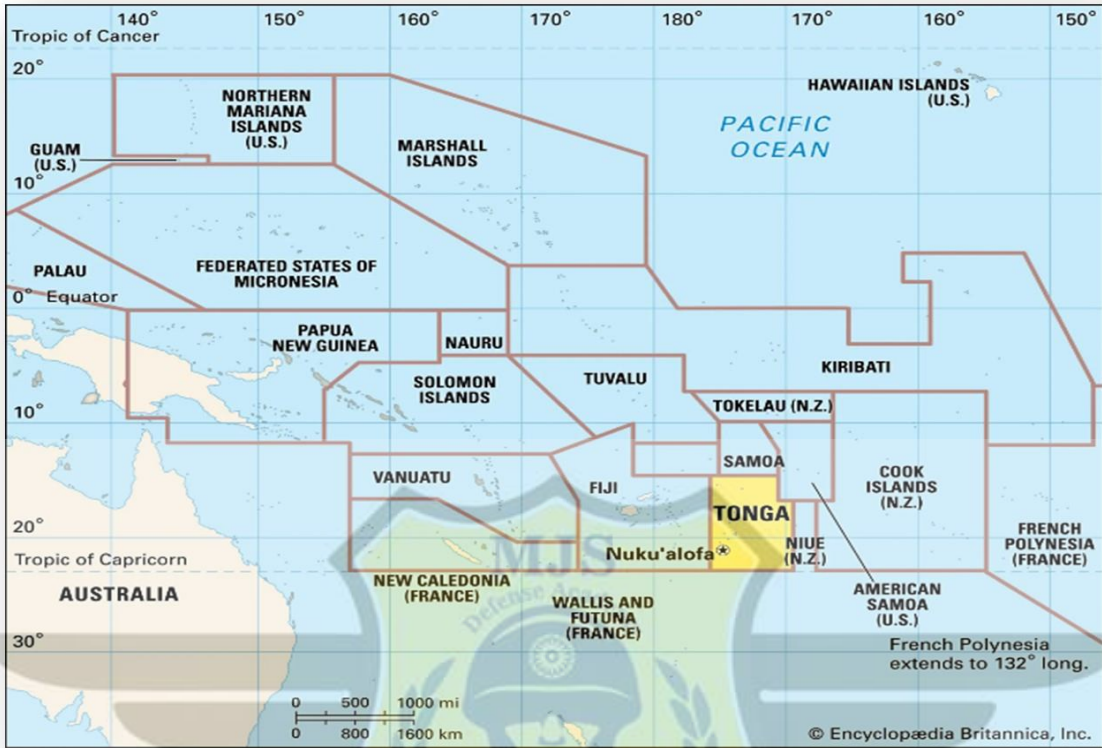 140°
150°
160°
170°
180°
170°
160°
150°
Tropic of Cancer
20°
NORTHERN
MARIANA
ISLANDS
(U.S.)
HAWAIIAN ISLANDS
(U.S.)
PACIFIC
OCEAN
GUAM
(U.S.)
MARSHALL
ISLANDS
10°
PALAU
FEDERATED STATES OF
MICRONESIA
0° Equator
PAPUA
NEW GUINEA
NAURU
SOLOMON
ISLANDS
TUVALU
KIRIBATI
TOKELAU (N.Z.)
10°
VANUATU
FIJI
SAMOA
COOK
ISLANDS
(N.Z.)
TONGA
20°
Nuku'alofa
NIUE
(N.Z.)
FRENCH
POLYNESIA
(FRANCE)
Tropic of Capricorn
AUSTRALIA
NEW CALEDONIA
(FRANCE)
WALLIS AND
FUTUNA
(FRANCE)
AMERICAN
SAMOA
(U.S.)
MJS
30°
French Polynesia
extends to 132° long.
0 500 1000 mi
0 800 1600 km
© Encyclopædia Britannica, Inc.